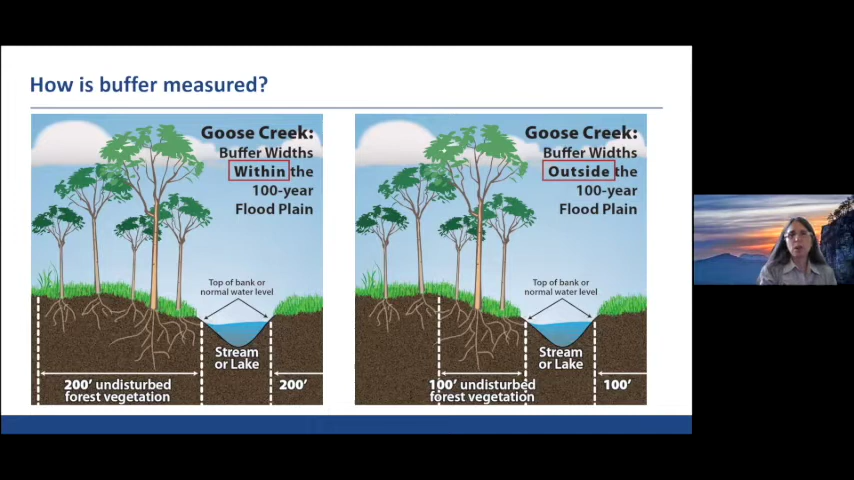 How is buffer measured?
Goose Creek:
Buffer Widths
Within the
100-year
Flood Plain
Top of bank or
normal water level
Stream
or Lake
200' undisturbed
forest vegetation
200'
Goose Creek:
Buffer Widths
Outside the
100-year
Flood Plain
Top of bank or
normal water level
Stream
or Lake
100' undisturbed
forest vegetation
100'